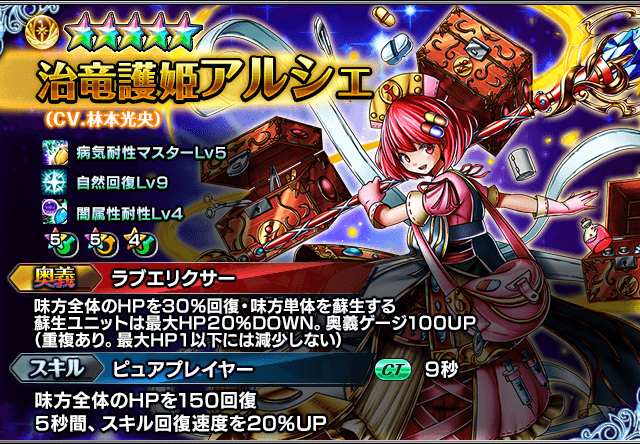 治竜護姫アルシェ
(CV.林本光央)
病気耐性マスターLv5
自然回復Lv9
闇属性耐性Lv4
5 5 4
奥義 ラブエリクサー
味方全体のHPを30%回復・味方単体を蘇生する
蘇生ユニットは最大HP20%DOWN。奥義ゲージ100UP
(重複あり。最大HP1以下には減少しない)
スキル ピュアプレイヤー CT 9秒
味方全体のHPを150回復
5秒間、スキル回復速度を20%UP